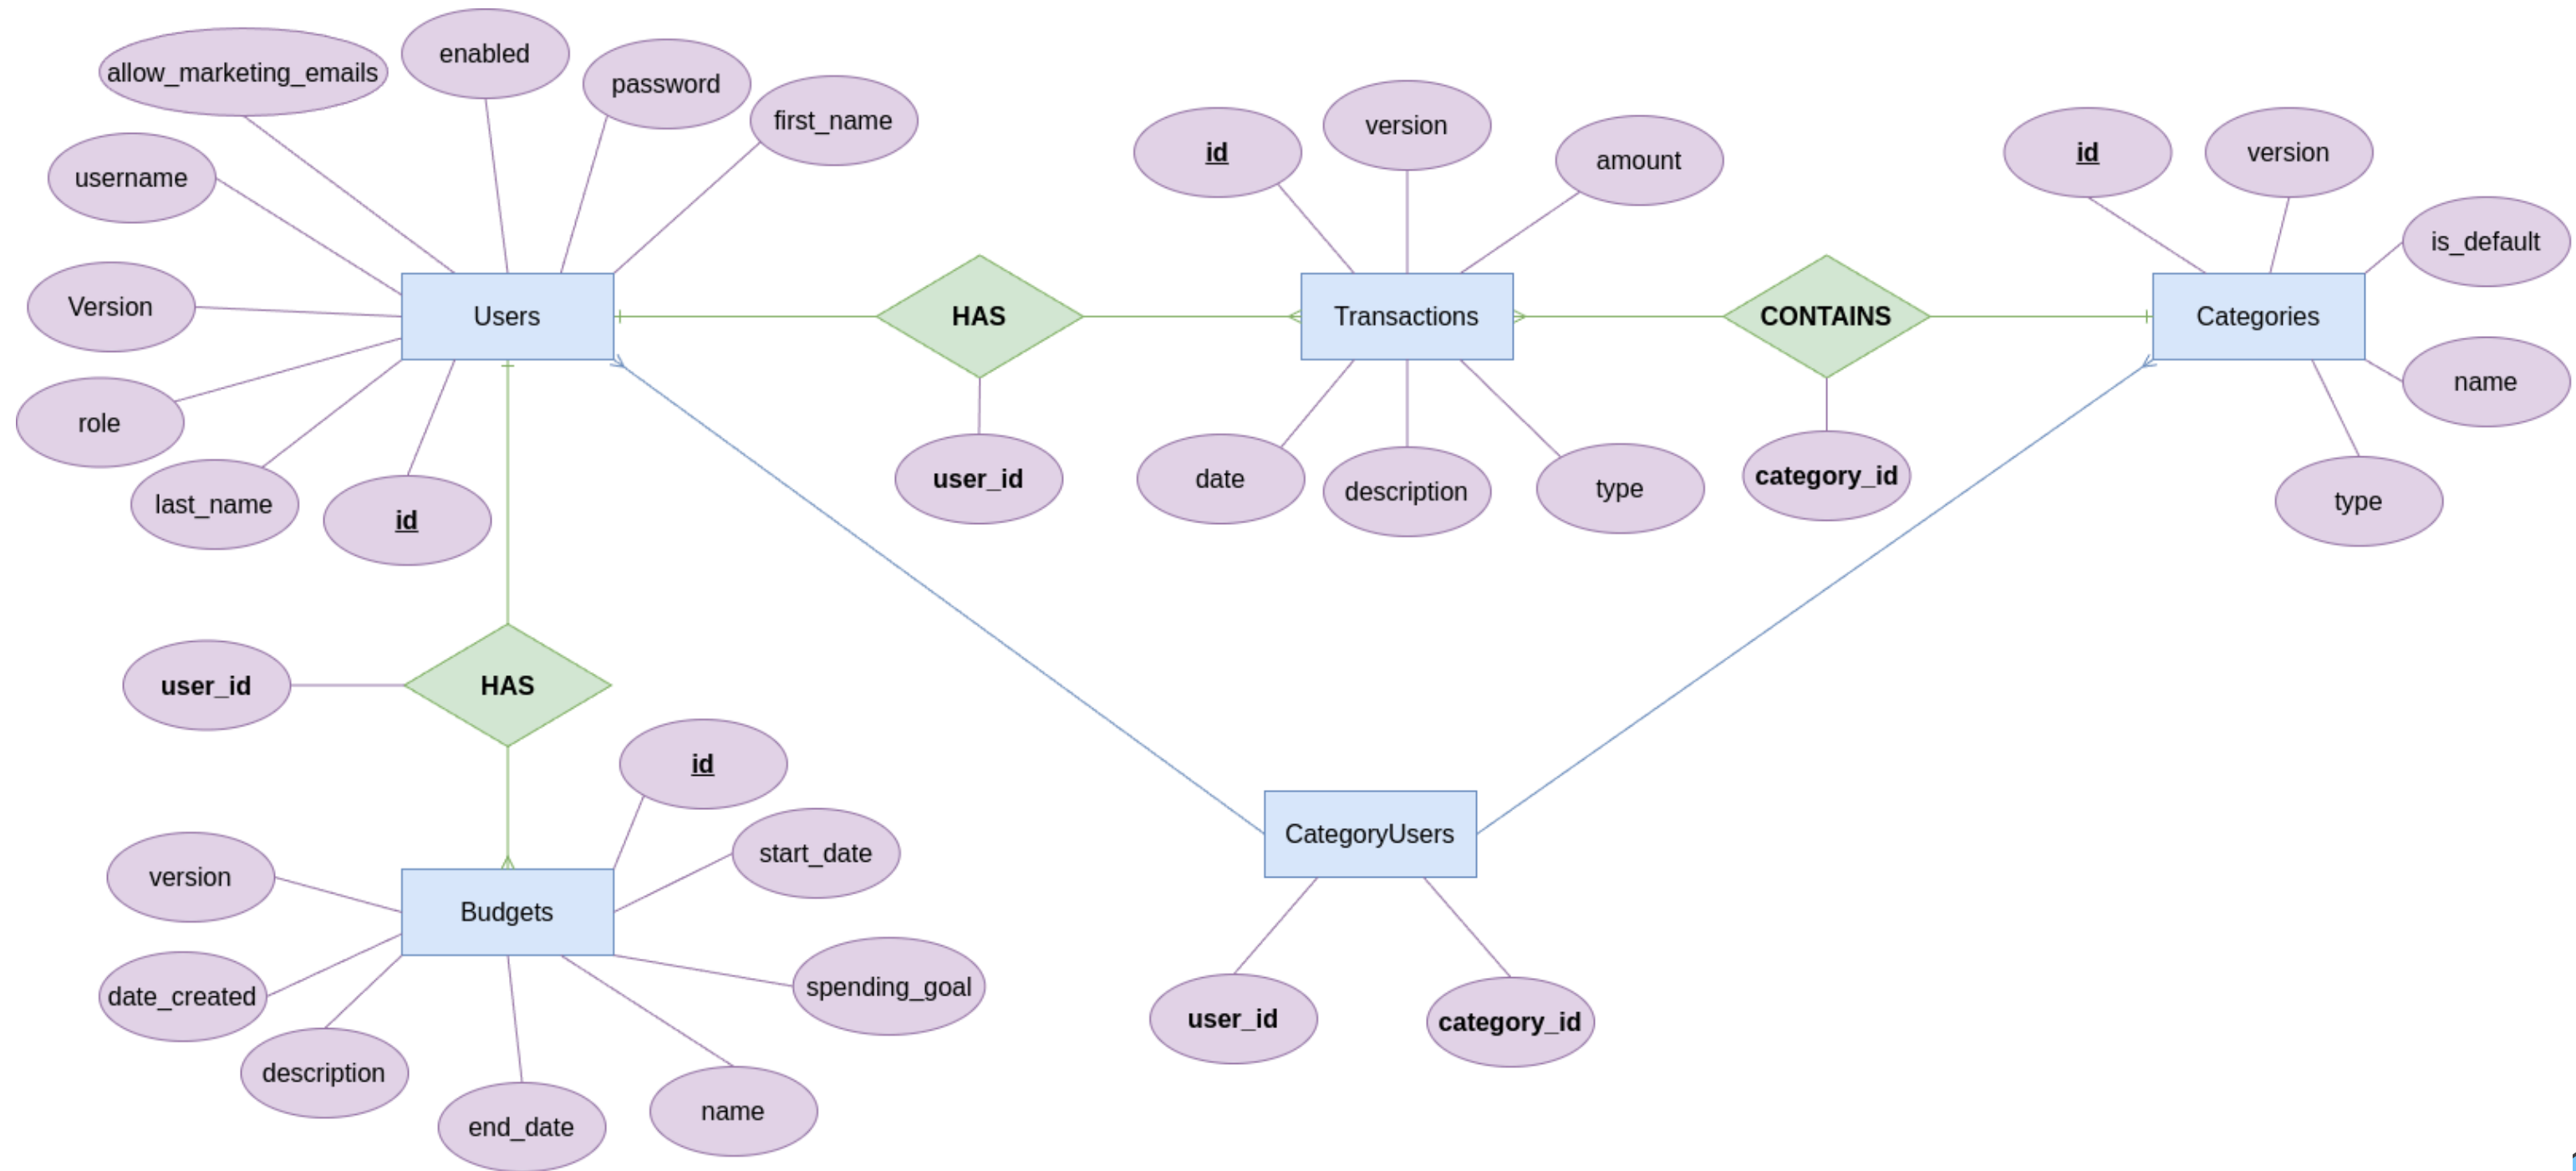 enabled
allow_marketing_emails
password
first_name
username
Version
role
last_name
id
Users
HAS
user_id
id
version
amount
Transactions
date
description
type
CONTAINS
category_id
id
version
is_default
Categories
name
type
user_id
HAS
id
start_date
version
Budgets
date_created
spending_goal
description
end_date
name
CategoryUsers
user_id
category_id